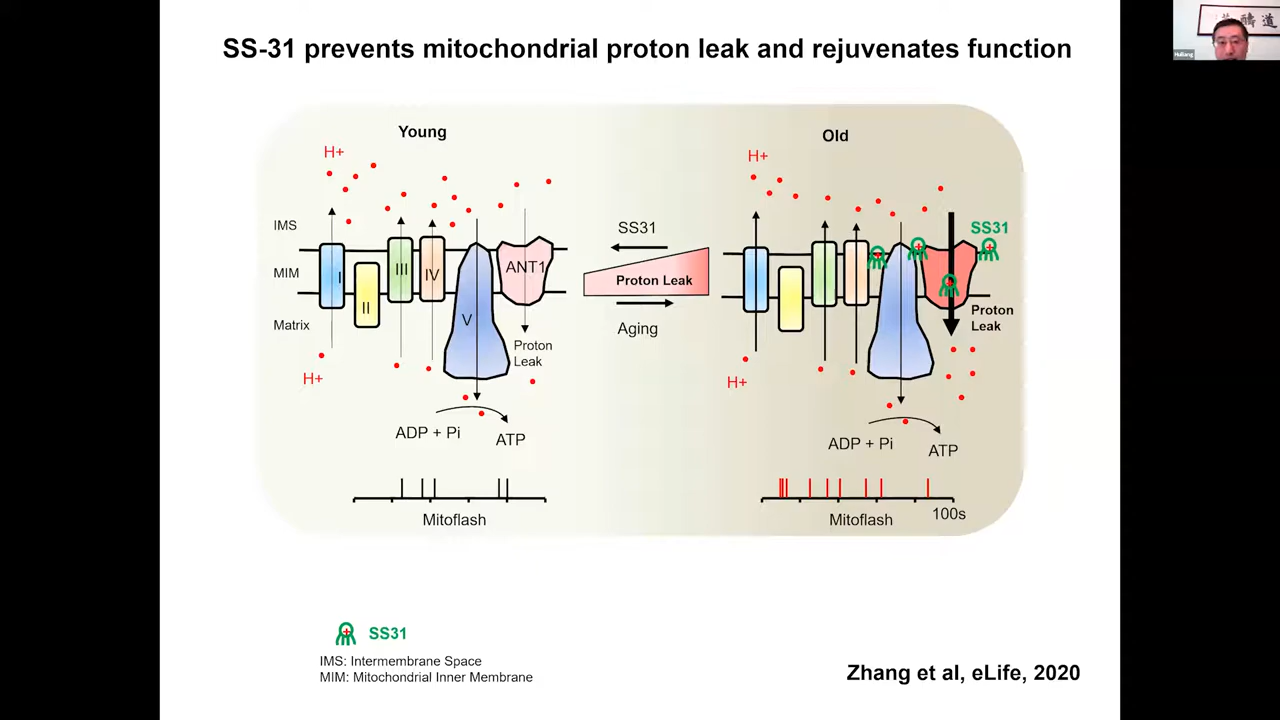 SS-31 prevents mitochondrial proton leak and rejuvenates function
Young
H+
IMS
MIM
Matrix
I
II
III
IV
V
ANT1
Proton
Leak
H+
ADP + Pi
ATP
Mitoflash
SS31
Proton Leak
Aging
Old
H+
SS31
Proton
Leak
H+
ADP + Pi
ATP
Mitoflash
100s
SS31
IMS: Intermembrane Space
MIM: Mitochondrial Inner Membrane
Zhang et al, eLife, 2020
Huliang